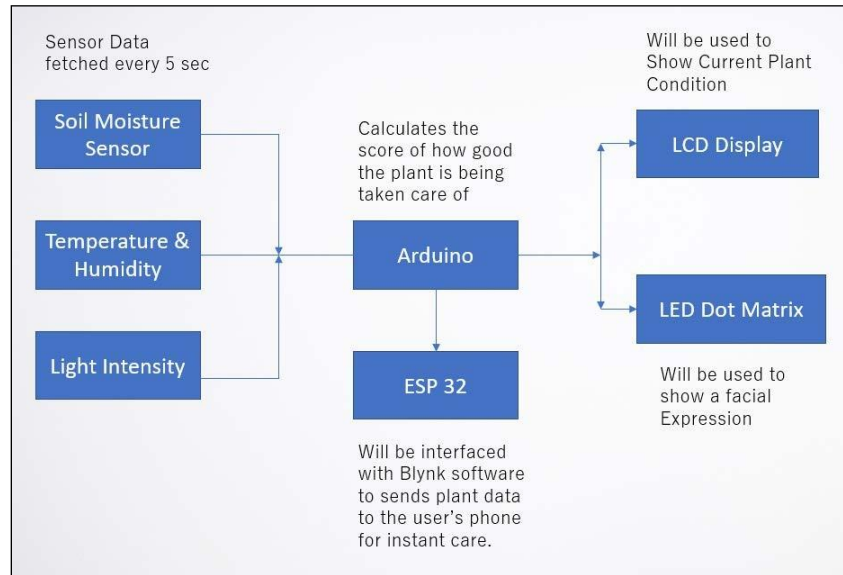 Sensor Data
fetched every 5 sec
Soil Moisture
Sensor
Temperature &
Humidity
Light Intensity
Calculates the
score of how good
the plant is being
taken care of
Arduino
ESP 32
Will be interfaced
with Blynk software
to sends plant data
to the user's phone
for instant care.
Will be used to
Show Current Plant
Condition
LCD Display
LED Dot Matrix
Will be used to
show a facial
Expression